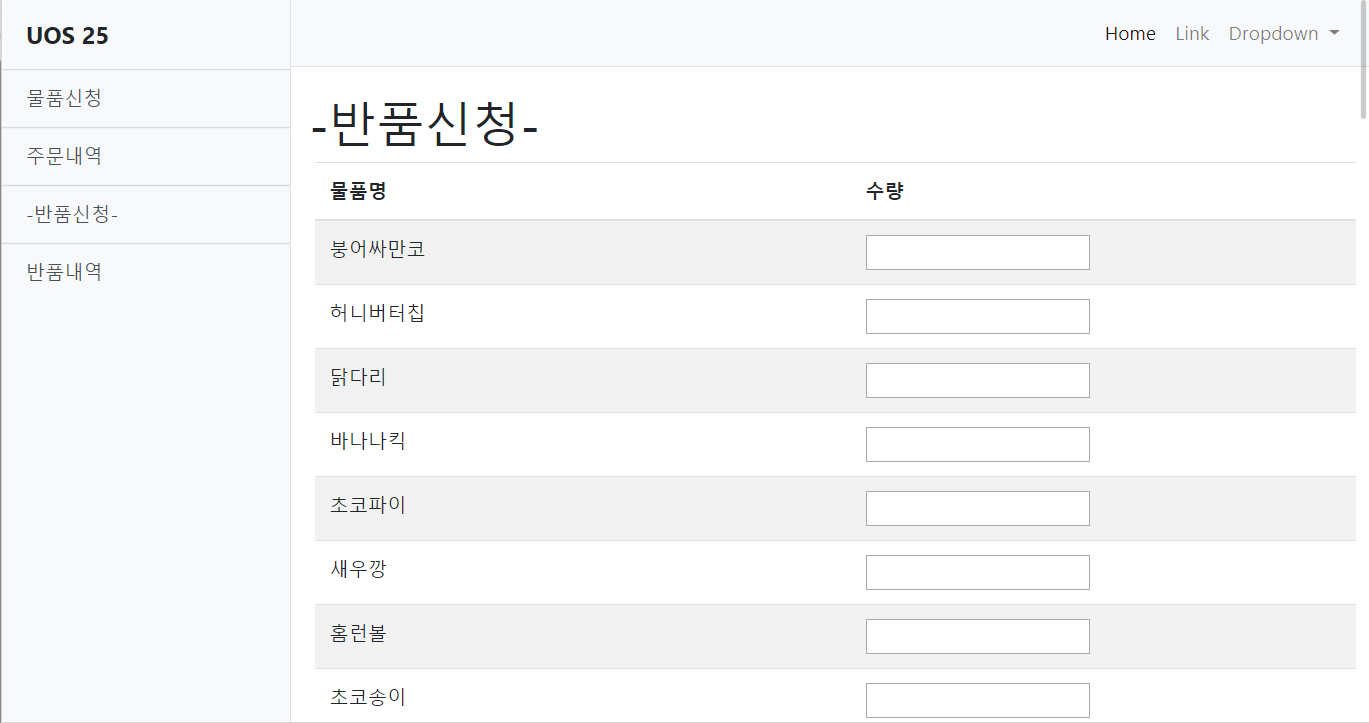 UOS 25
Home Link Dropdown
물품신청
주문내역
-반품신청-
반품내역
-반품신청-
물품명 수량
붕어싸만코
허니버터칩
닭다리
바나나킥
초코파이
새우깡
홈런볼
초코송이